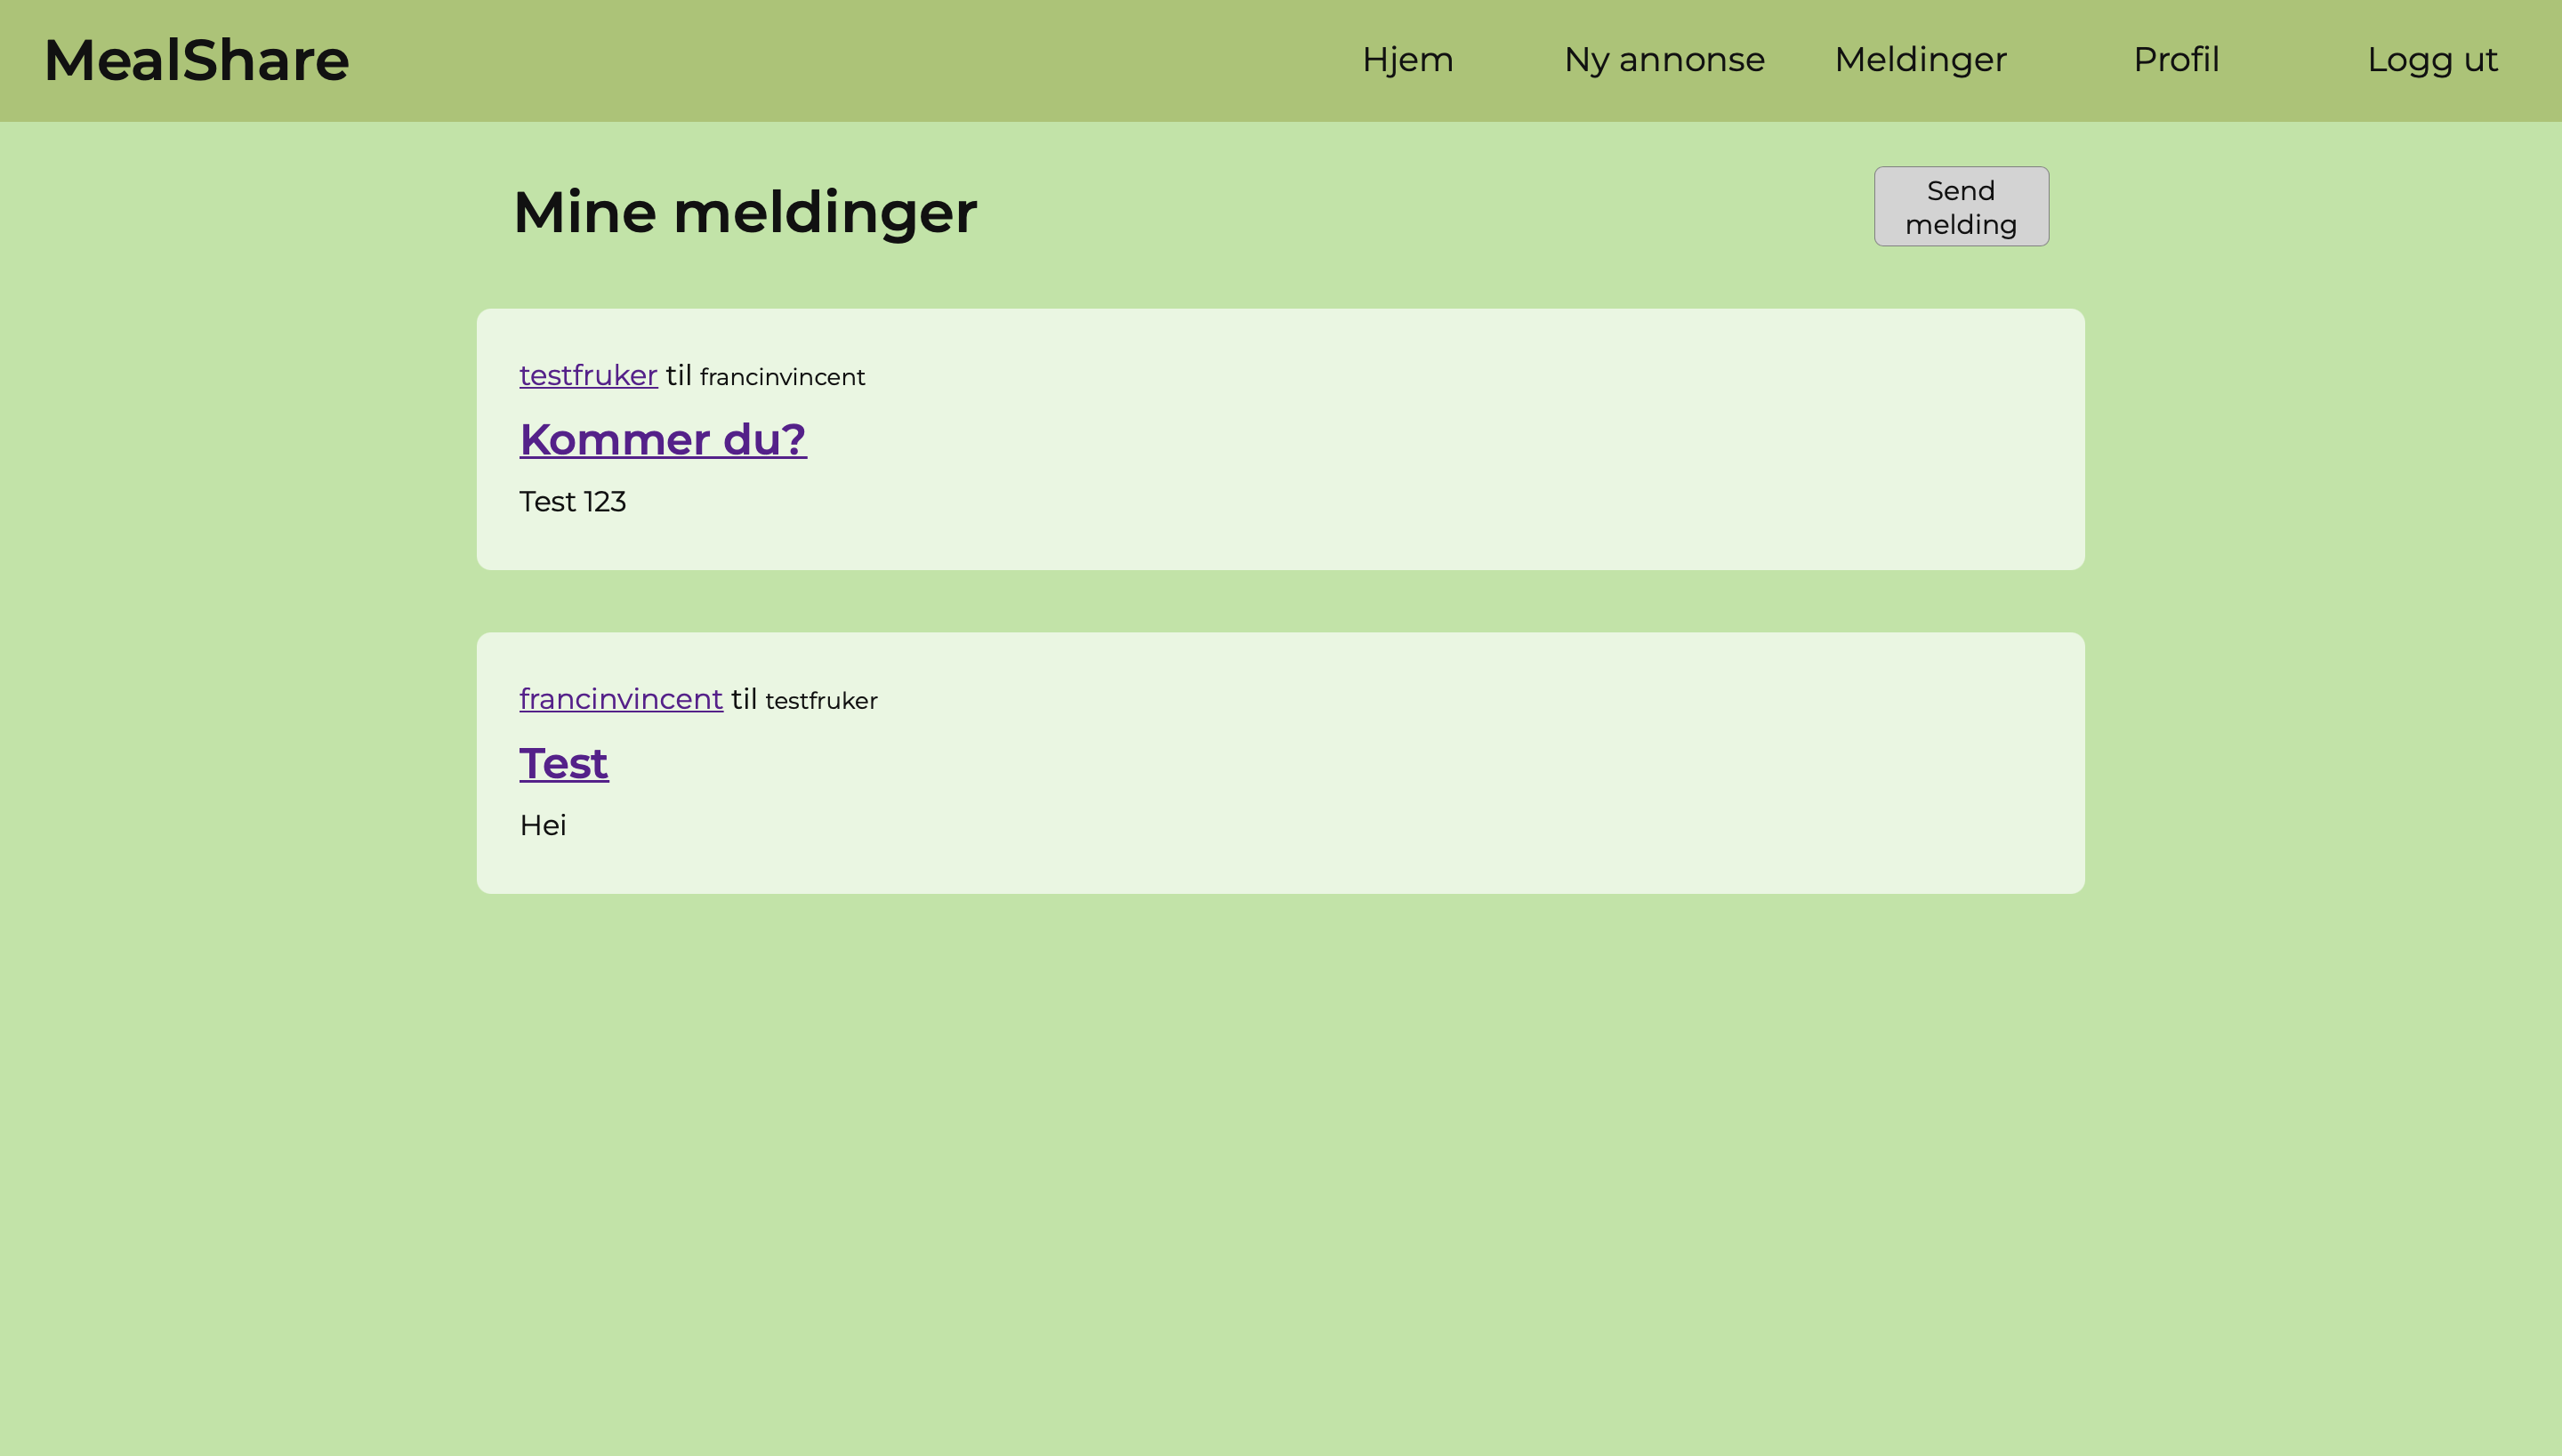 MealShare Hjem Ny annonse Meldinger Profil Logg ut
Mine meldinger
Send
melding
testfruker til francinvincent
Kommer du?
Test 123
francinvincent til testfruker
Test
Hei